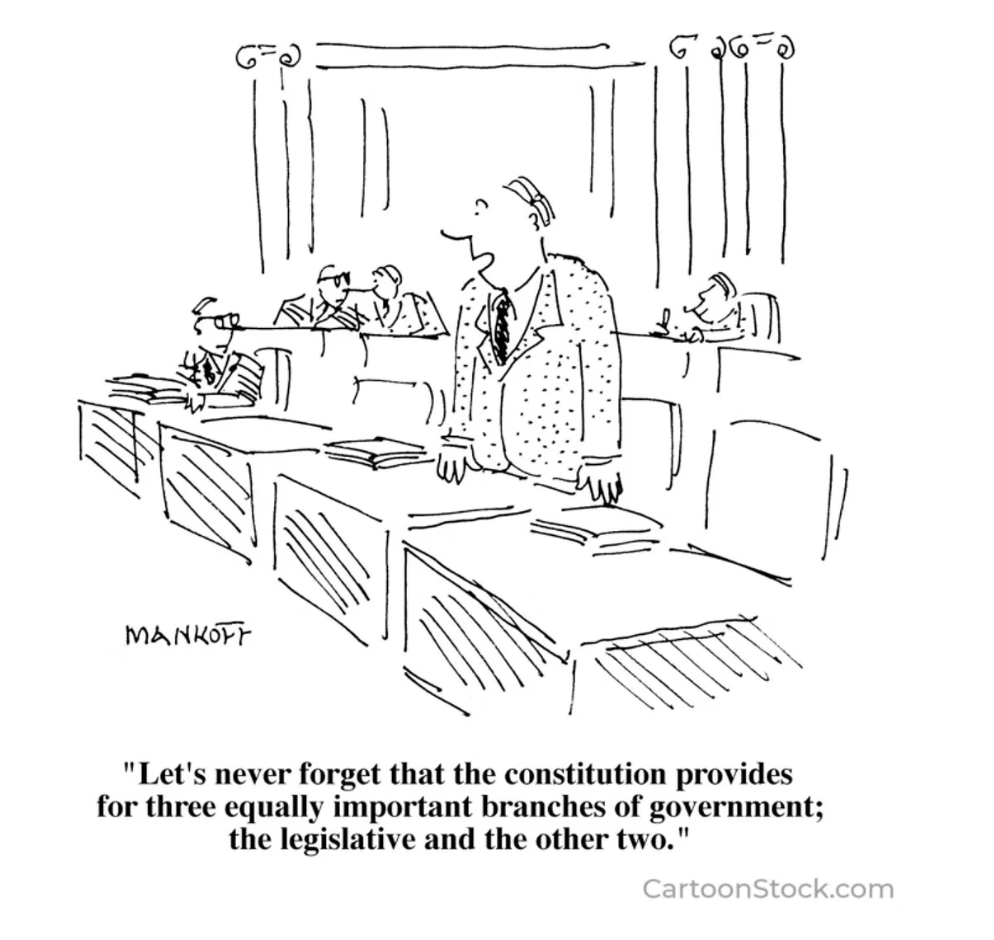 MANKOFF
"Let's never forget that the constitution provides
for three equally important branches of government;
the legislative and the other two."
CartoonStock.com